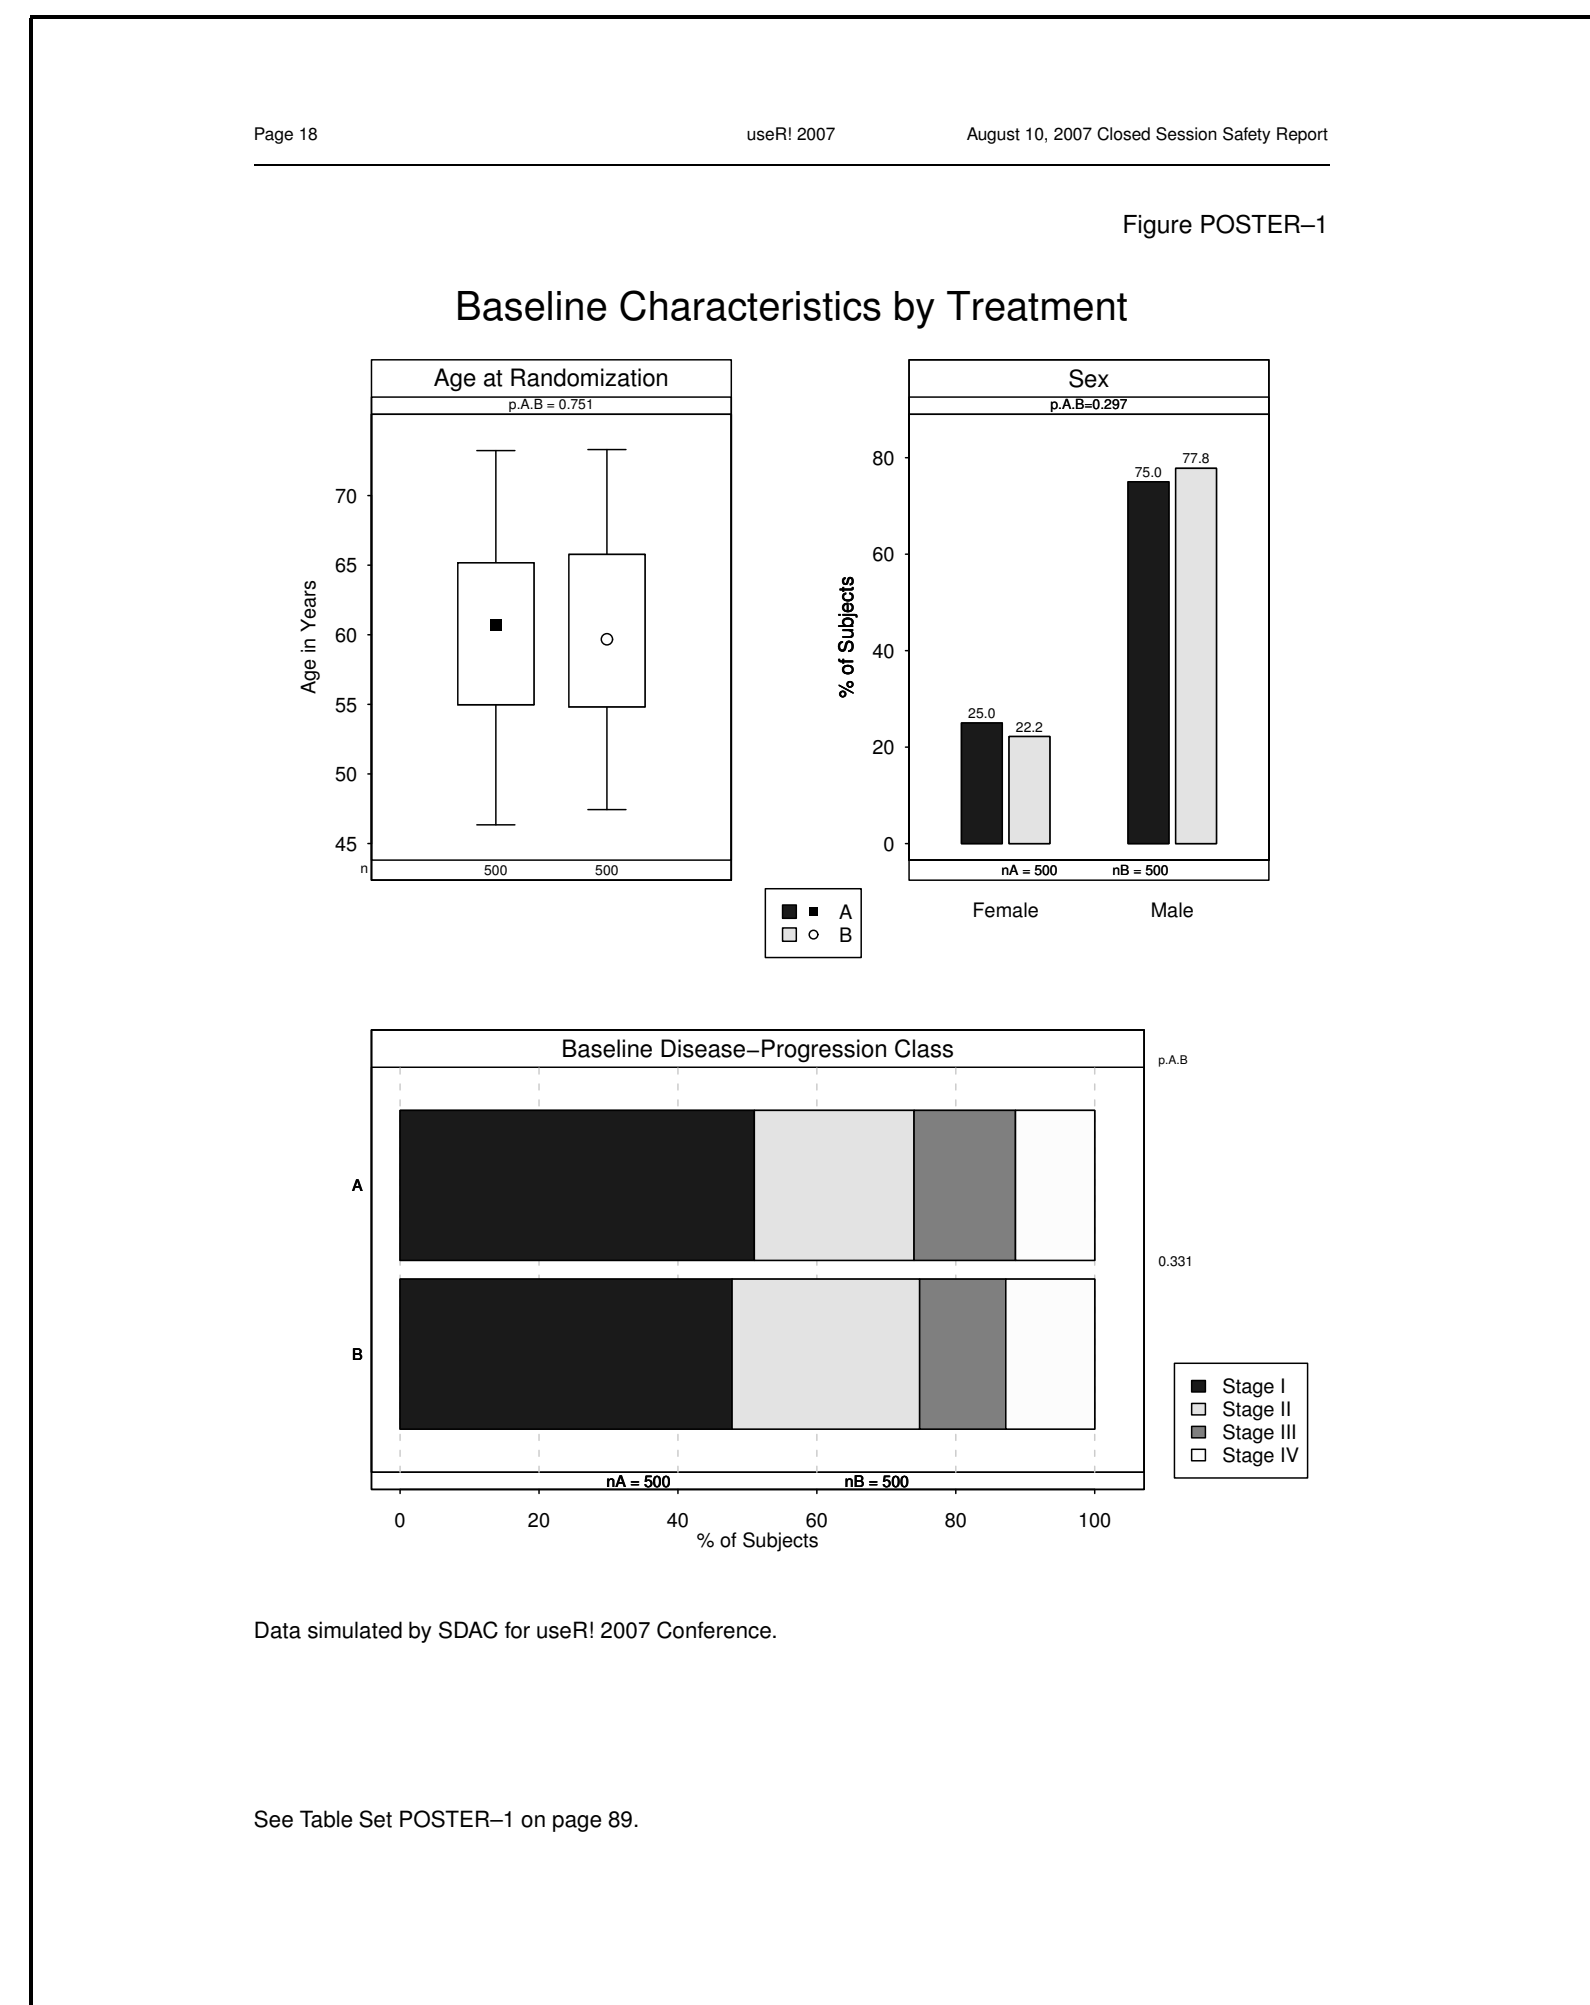 Page 18 useR! 2007 August 10, 2007 Closed Session Safety Report
Figure POSTER–1
Baseline Characteristics by Treatment
Age at Randomization
p.A.B = 0.751
Age in Years
70
65
60
55
50
45
n 500 500
Sex
p.A.B=0.297
% of Subjects
80
60
40
20
0
25.0
22.2
75.0
77.8
nA = 500 nB = 500
Female Male
A
B
Baseline Disease–Progression Class
p.A.B
A
0.331
B
Stage I
Stage II
Stage III
Stage IV
nA = 500 nB = 500
0 20 40 60 80 100
% of Subjects
Data simulated by SDAC for useR! 2007 Conference.
See Table Set POSTER–1 on page 89.